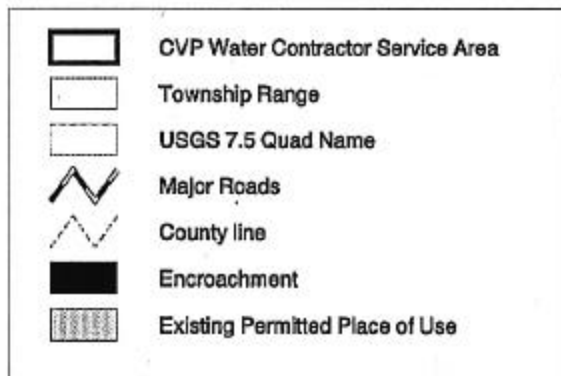 CVP Water Contractor Service Area
Township Range
USGS 7.5 Quad Name
Major Roads
County line
Encroachment
Existing Permitted Place of Use